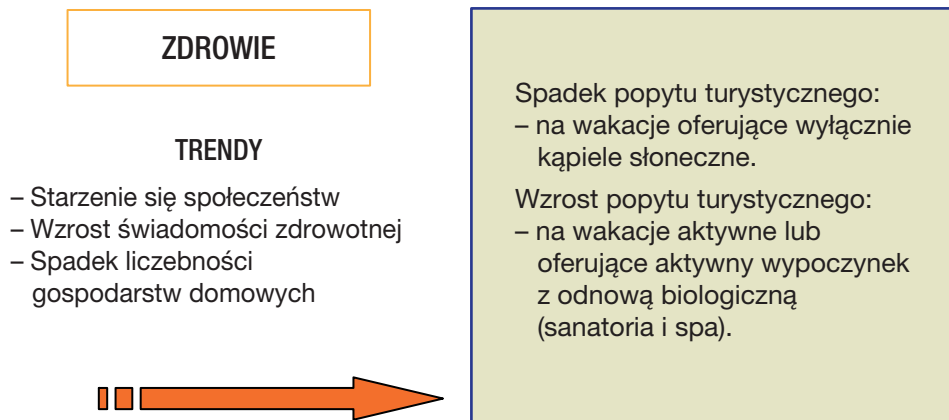 ZDROWIE
TRENDY
– Starzenie się społeczeństw
– Wzrost świadomości zdrowotnej
– Spadek liczebności
gospodarstw domowych
Spadek popytu turystycznego:
– na wakacje oferujące wyłącznie
kąpiele słoneczne.
Wzrost popytu turystycznego:
– na wakacje aktywne lub
oferujące aktywny wypoczynek
z odnową biologiczną
(sanatoria i spa).